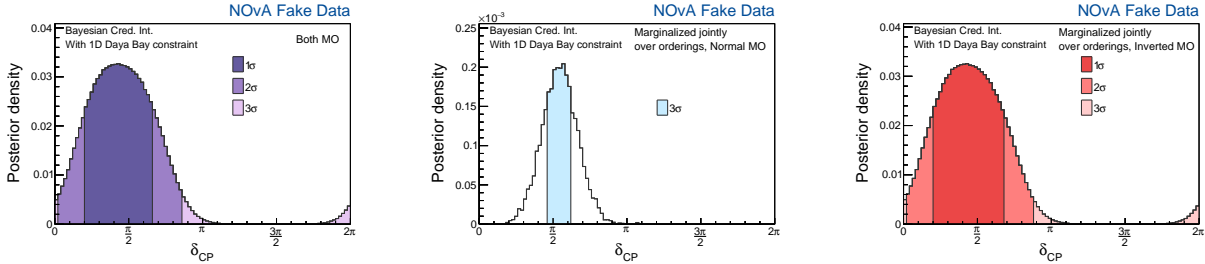 NOvA Fake Data
Bayesian Cred. Int.
With 1D Daya Bay constraint
Both MO
1σ
2σ
3σ
Posterior density
0.04
0.03
0.02
0.01
0
0
π/2
π
3π/2
2π
δCP
NOvA Fake Data
×10⁻³
Bayesian Cred. Int.
With 1D Daya Bay constraint
Marginalized jointly
over orderings, Normal MO
3σ
Posterior density
0.25
0.2
0.15
0.1
0.05
0
0
π/2
π
3π/2
2π
δCP
NOvA Fake Data
Bayesian Cred. Int.
With 1D Daya Bay constraint
Marginalized jointly
over orderings, Inverted MO
1σ
2σ
3σ
Posterior density
0.04
0.03
0.02
0.01
0
0
π/2
π
3π/2
2π
δCP